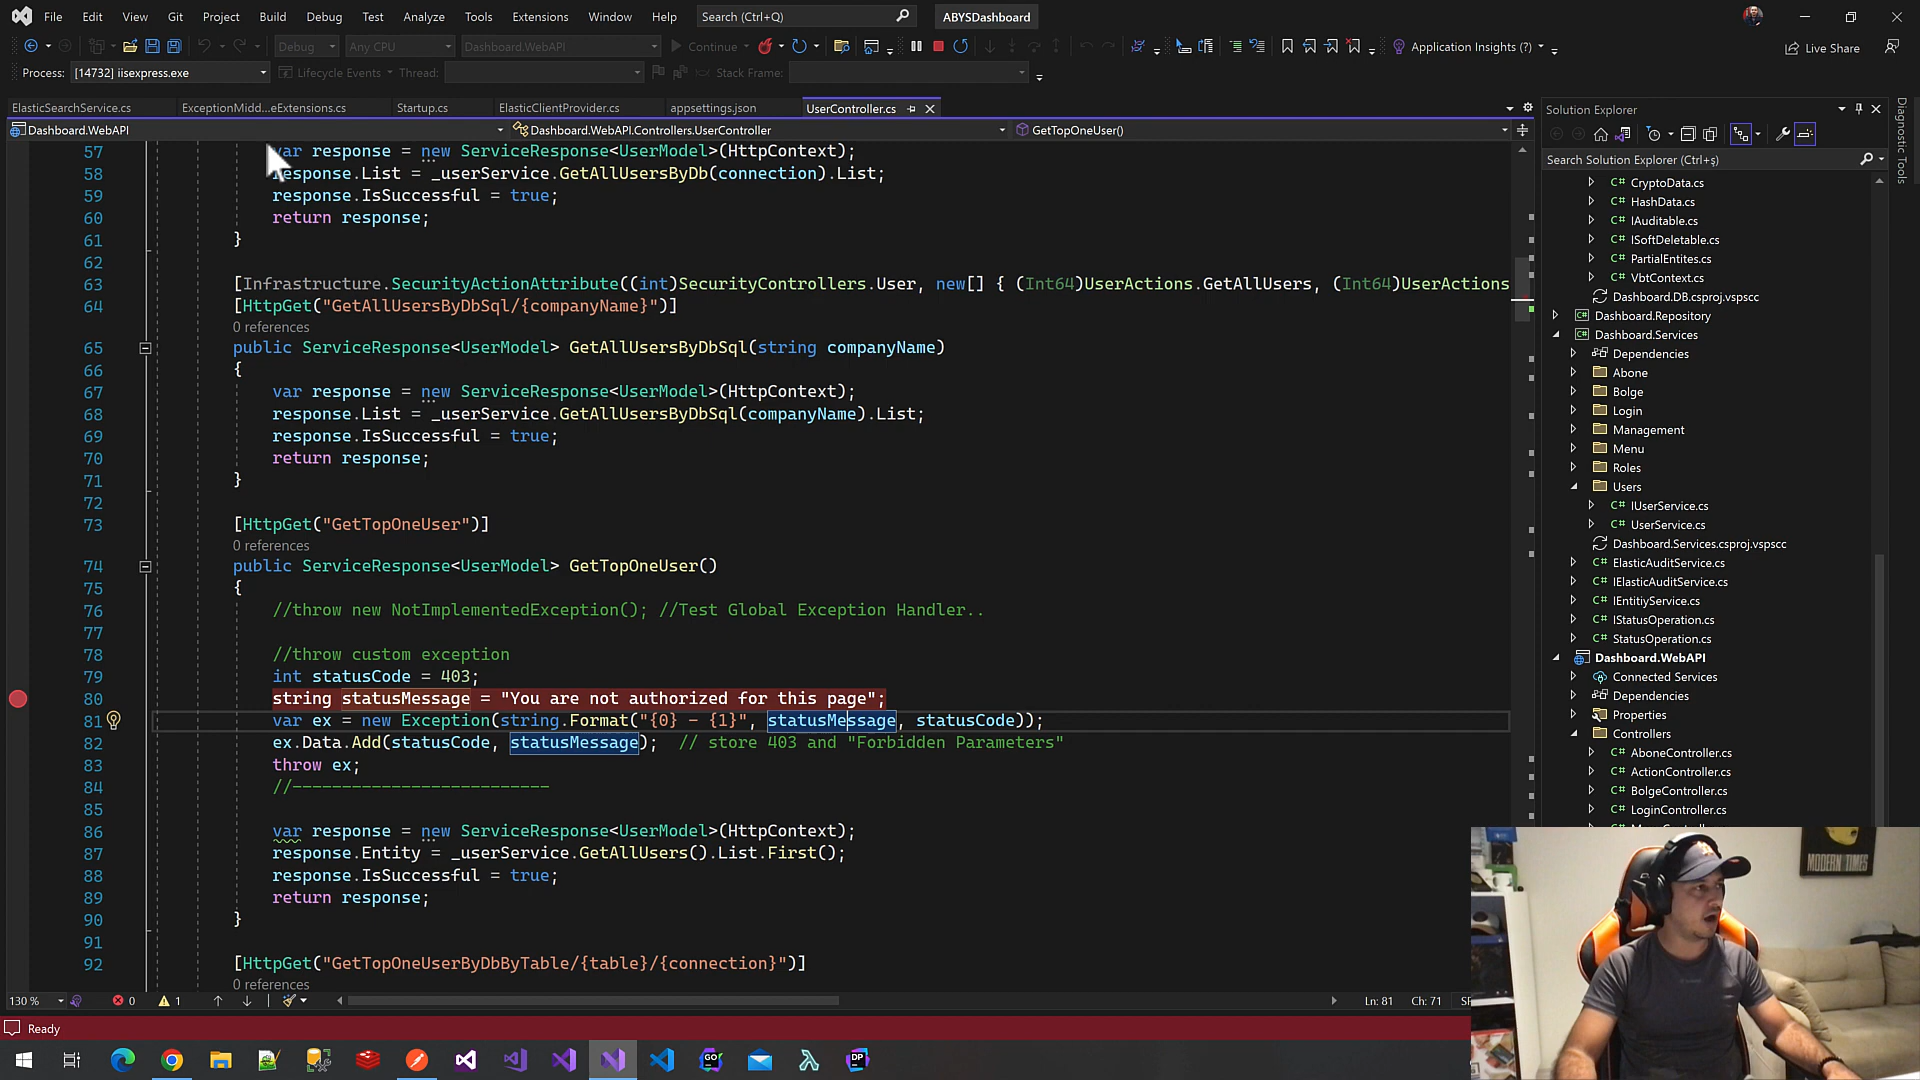 File Edit View Git Project Build Debug Test Analyze Tools Extensions Window Help Search (Ctrl+Q) ABYSDashboard
Debug Any CPU Dashboard.WebAPI Continue Application Insights (?) Live Share
Process: [14732] iisexpress.exe Lifecycle Events Thread: Stack Frame:
ElasticSearchService.cs ExceptionMidd...eExtensions.cs Startup.cs ElasticClientProvider.cs appsettings.json UserController.cs
Dashboard.WebAPI Dashboard.WebAPI.Controllers.UserController GetTopOneUser()
57 var response = new ServiceResponse<UserModel>(HttpContext);
58 response.List = _userService.GetAllUsersByDb(connection).List;
59 response.IsSuccessful = true;
60 return response;
61 }
62
63 [Infrastructure.SecurityActionAttribute((int)SecurityControllers.User, new[] { (Int64)UserActions.GetAllUsers, (Int64)UserActions
64 [HttpGet("GetAllUsersByDbSql/{companyName}")]
0 references
65 public ServiceResponse<UserModel> GetAllUsersByDbSql(string companyName)
66 {
67 var response = new ServiceResponse<UserModel>(HttpContext);
68 response.List = _userService.GetAllUsersByDbSql(companyName).List;
69 response.IsSuccessful = true;
70 return response;
71 }
72
73 [HttpGet("GetTopOneUser")]
0 references
74 public ServiceResponse<UserModel> GetTopOneUser()
75 {
76 //throw new NotImplementedException(); //Test Global Exception Handler..
77
78 //throw custom exception
79 int statusCode = 403;
80 string statusMessage = "You are not authorized for this page";
81 var ex = new Exception(string.Format("{0} - {1}", statusMessage, statusCode));
82 ex.Data.Add(statusCode, statusMessage); // store 403 and "Forbidden Parameters"
83 throw ex;
84 //--------------------------
85
86 var response = new ServiceResponse<UserModel>(HttpContext);
87 response.Entity = _userService.GetAllUsers().List.First();
88 response.IsSuccessful = true;
89 return response;
90 }
91
92 [HttpGet("GetTopOneUserByDbByTable/{table}/{connection}")]
0 references
130 % 0 1 Ln: 81 Ch: 71
Ready
Solution Explorer
Search Solution Explorer (Ctrl+ş)
CryptoData.cs
HashData.cs
IAuditable.cs
ISoftDeletable.cs
PartialEntites.cs
VbtContext.cs
Dashboard.DB.csproj.vspscc
Dashboard.Repository
Dashboard.Services
Dependencies
Abone
Bolge
Login
Management
Menu
Roles
Users
IUserService.cs
UserService.cs
Dashboard.Services.csproj.vspscc
ElasticAuditService.cs
IElasticAuditService.cs
IEntitiyService.cs
IStatusOperation.cs
StatusOperation.cs
Dashboard.WebAPI
Connected Services
Dependencies
Properties
Controllers
AboneController.cs
ActionController.cs
BolgeController.cs
LoginController.cs
Diagnostic Tools
MODERN TIMES
GO
DP